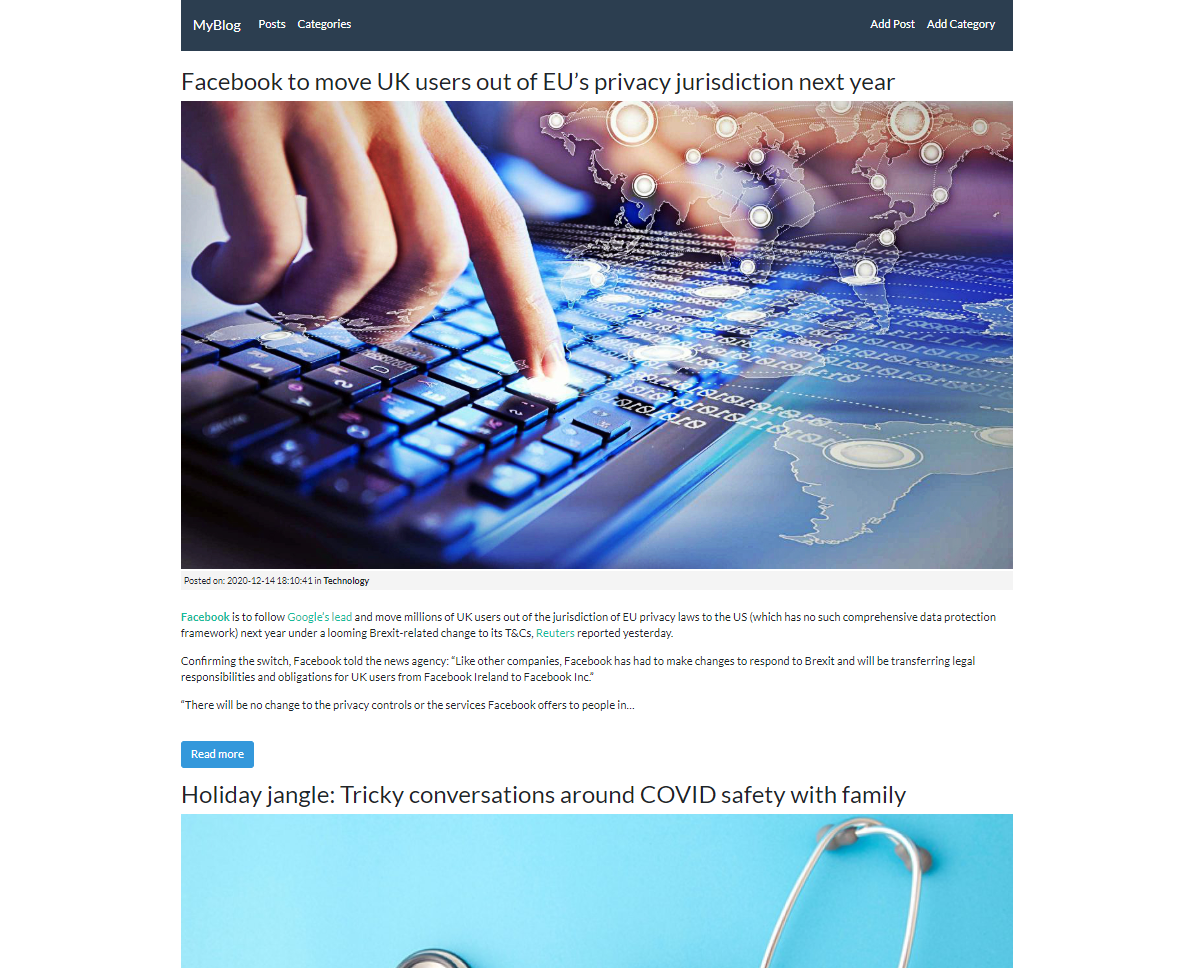 MyBlog Posts Categories Add Post Add Category
Facebook to move UK users out of EU’s privacy jurisdiction next year
Posted on: 2020-12-14 18:10:41 in Technology
Facebook is to follow Google’s lead and move millions of UK users out of the jurisdiction of EU privacy laws to the US (which has no such comprehensive data protection
framework) next year under a looming Brexit-related change to its T&Cs, Reuters reported yesterday.
Confirming the switch, Facebook told the news agency: “Like other companies, Facebook has had to make changes to respond to Brexit and will be transferring legal
responsibilities and obligations for UK users from Facebook Ireland to Facebook Inc.”
“There will be no change to the privacy controls or the services Facebook offers to people in...
Read more
Holiday jangle: Tricky conversations around COVID safety with family